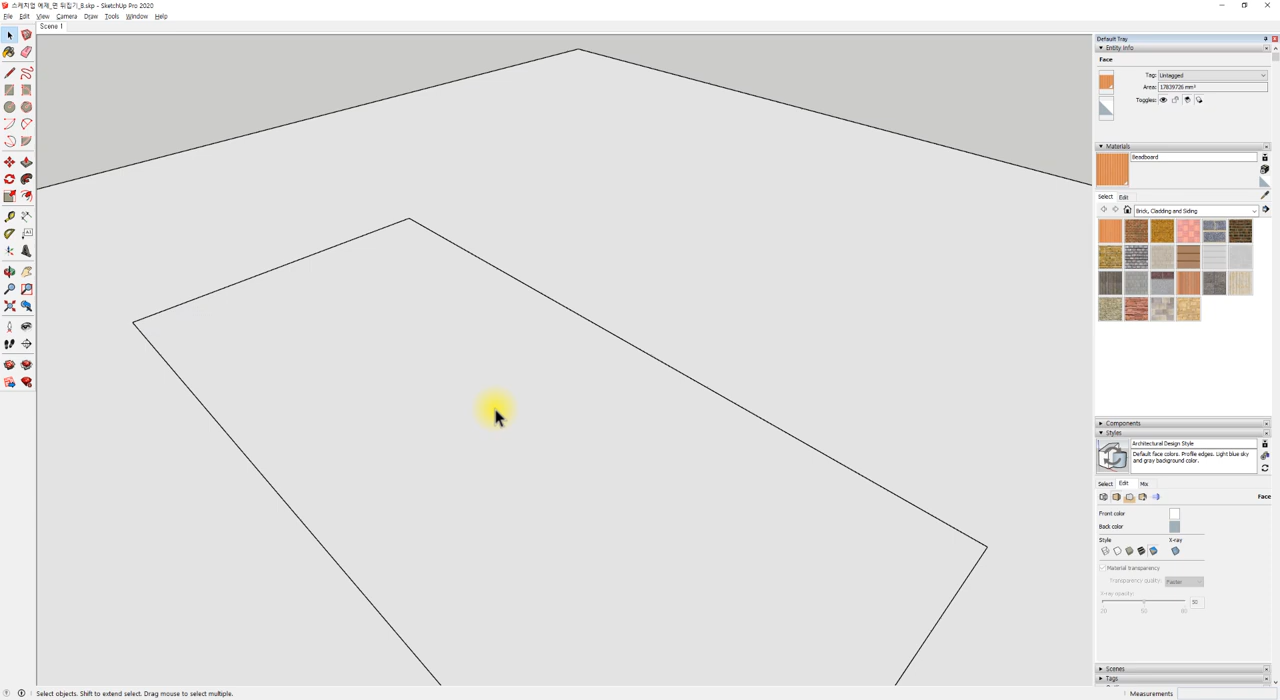 스케치업 예제_면 뒤집기_8.skp - SketchUp Pro 2020
File Edit View Camera Draw Tools Window Help
Scene 1
Default Tray
Entity Info
Face
Tag: Untagged
Area: 17839726 mm²
Toggles:
Materials
Beadboard
Select Edit
Brick, Cladding and Siding
Components
Styles
Architectural Design Style
Default face colors. Profile edges. Light blue sky
and gray background color.
Select Edit Mix
Face
Front color
Back color
Style X-ray
Material transparency
Transparency quality: Faster
X-ray opacity:
50
20 50 80
Scenes
Tags
Select objects. Shift to extend select. Drag mouse to select multiple.
Measurements